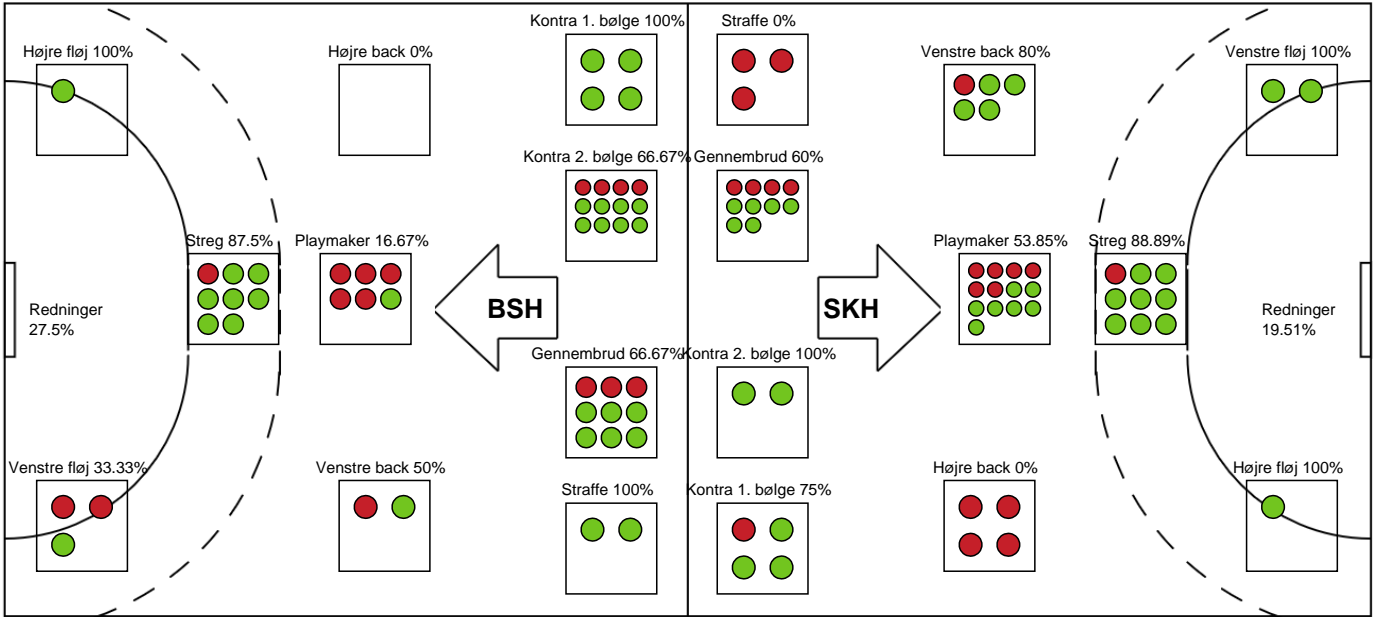 Kontra 1. bølge 100%
Straffe 0%
Højre fløj 100%
Højre back 0%
Venstre back 80%
Venstre fløj 100%
Kontra 2. bølge 66.67%
Gennembrud 60%
Streg 87.5%
Playmaker 16.67%
Playmaker 53.85%
Streg 88.89%
Redninger
27.5%
BSH
SKH
Redninger
19.51%
Gennembrud 66.67%
Kontra 2. bølge 100%
Venstre fløj 33.33%
Venstre back 50%
Straffe 100%
Kontra 1. bølge 75%
Højre back 0%
Højre fløj 100%